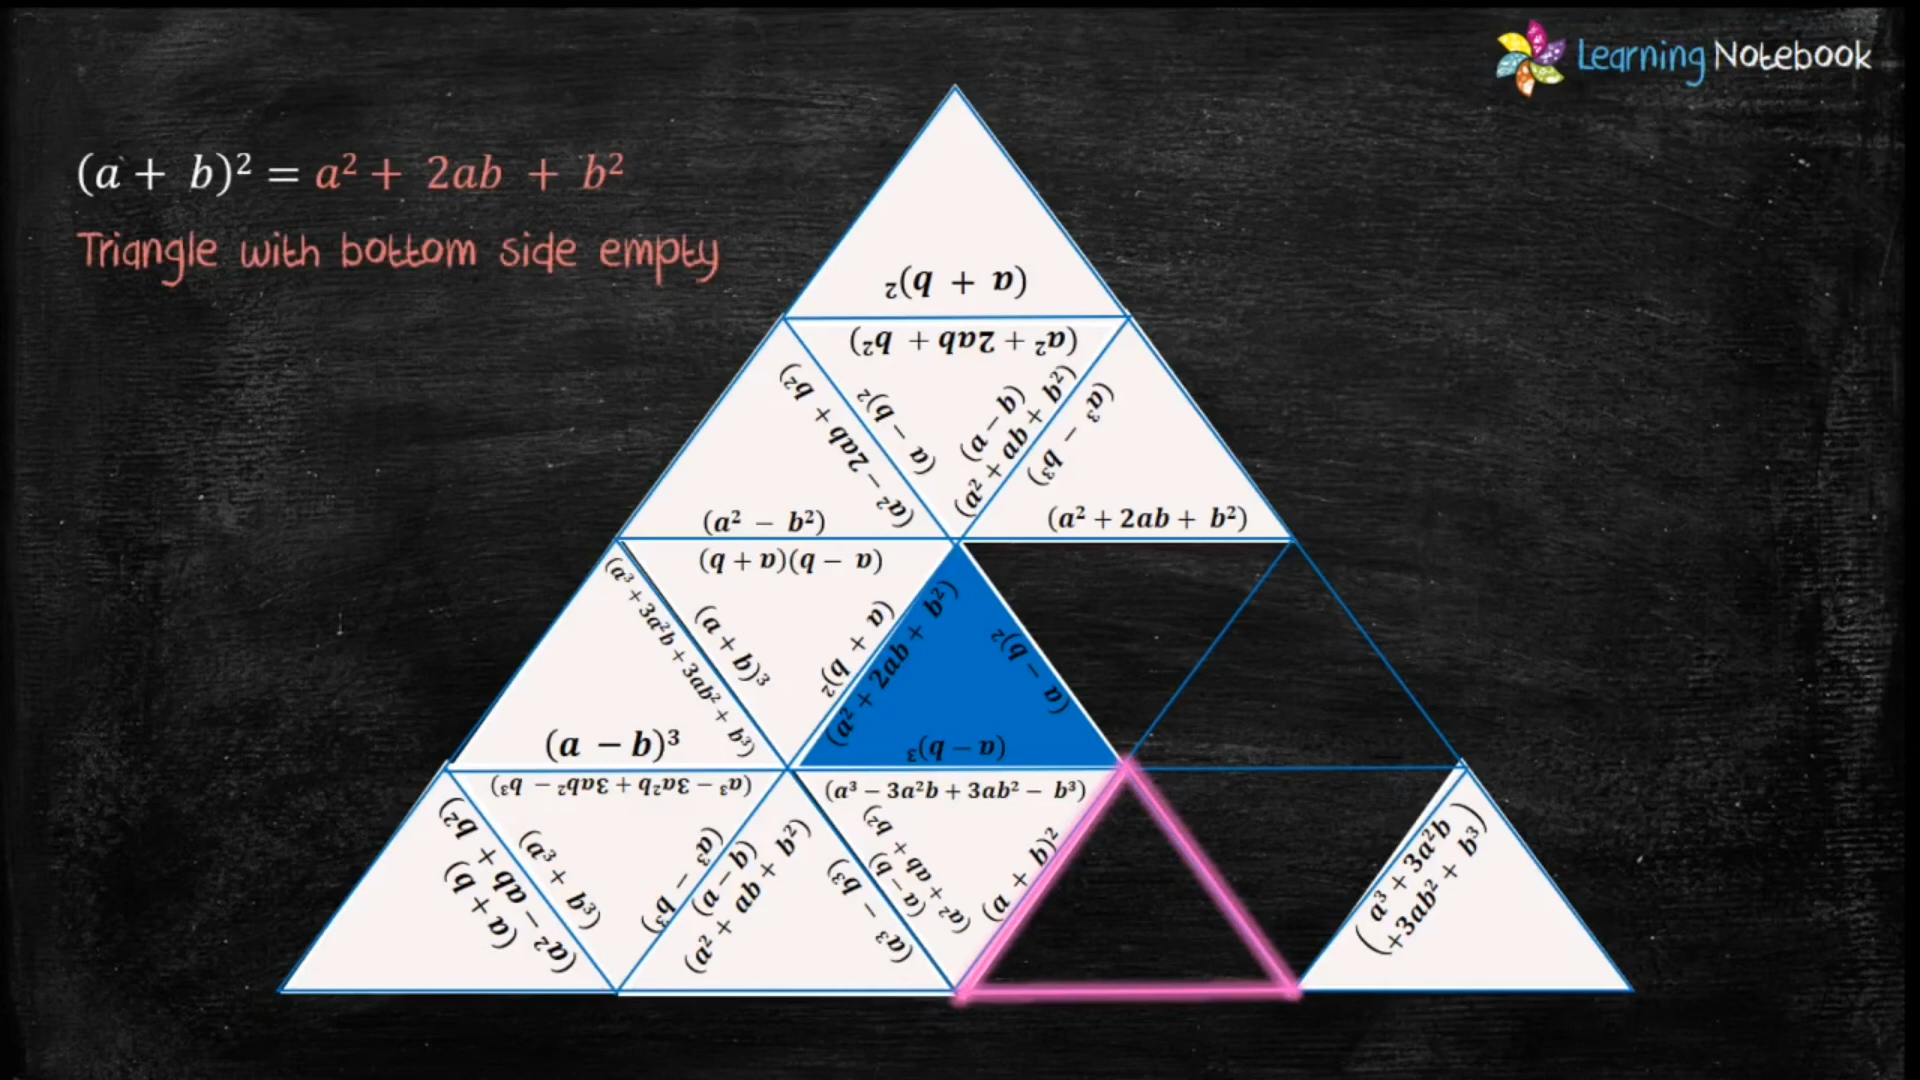 Learning Notebook
(a + b)² = a² + 2ab + b²
Triangle with bottom side empty
(a + b)²
(a² + 2ab + b²)
(a² − 2ab + b²)
(a − b)²
(a − b)
(a² + ab + b²)
(a³ − b³)
(a² − b²)
(a² + 2ab + b²)
(a + b)(a − b)
(a³ + 3a²b + 3ab² + b³)
(a + b)³
(a + b)²
(a² + 2ab + b²)
(a − b)²
(a − b)³
(a − b)³
(a³ − 3a²b + 3ab² − b³)
(a³ − 3a²b + 3ab² − b³)
(a + b)
(a² − ab + b²)
(a³ + b³)
(a³ − b³)
(a − b)
(a² + ab + b²)
(a³ − b³)
(a − b)
(a² + ab + b²)
(a + b)²
(a³ + 3a²b
+3ab² + b³)